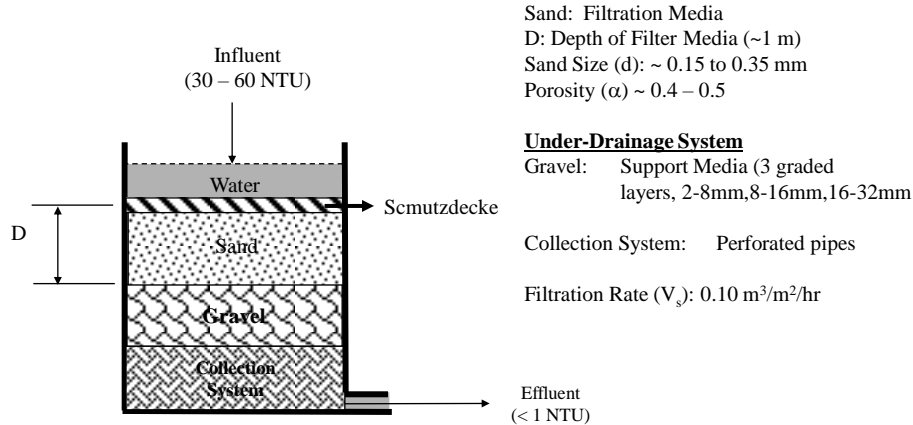 Sand: Filtration Media
D: Depth of Filter Media (~1 m)
Sand Size (d): ~ 0.15 to 0.35 mm
Porosity (α) ~ 0.4 – 0.5
Under-Drainage System
Gravel: Support Media (3 graded
layers, 2-8mm,8-16mm,16-32mm
Collection System: Perforated pipes
Filtration Rate (Vs): 0.10 m³/m²/hr
Influent
(30 – 60 NTU)
Water
Scmutzdecke
D
Sand
Gravel
Collection
System
Effluent
(< 1 NTU)